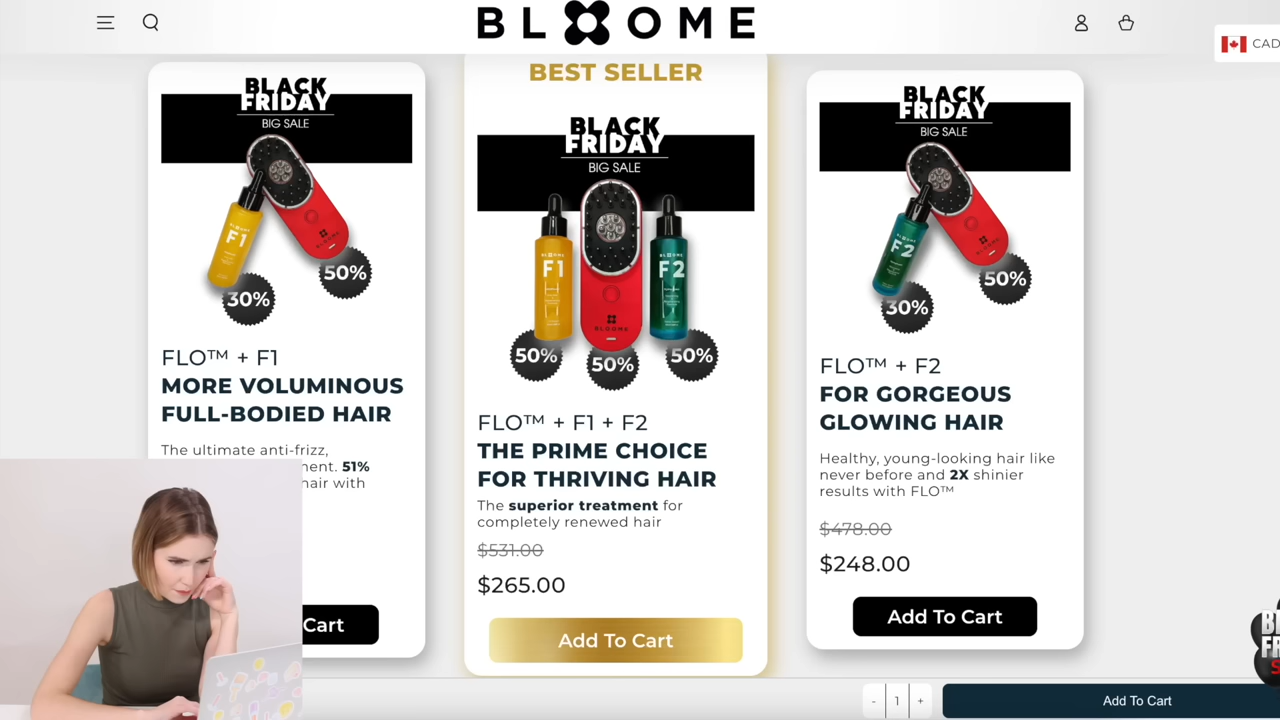 BLOOME
CAD
BLACK
FRIDAY
BIG SALE
F1
30%
50%
FLO™ + F1
MORE VOLUMINOUS
FULL-BODIED HAIR
The ultimate anti-frizz,
51%
hair with
Cart
BEST SELLER
BLACK
FRIDAY
BIG SALE
BLOOME
F1
BLOOME
F2
BLOOME
50%
50%
50%
FLO™ + F1 + F2
THE PRIME CHOICE
FOR THRIVING HAIR
The superior treatment for
completely renewed hair
$531.00
$265.00
Add To Cart
BLACK
FRIDAY
BIG SALE
F2
30%
50%
FLO™ + F2
FOR GORGEOUS
GLOWING HAIR
Healthy, young-looking hair like
never before and 2X shinier
results with FLO™
$478.00
$248.00
Add To Cart
- 1 +
Add To Cart